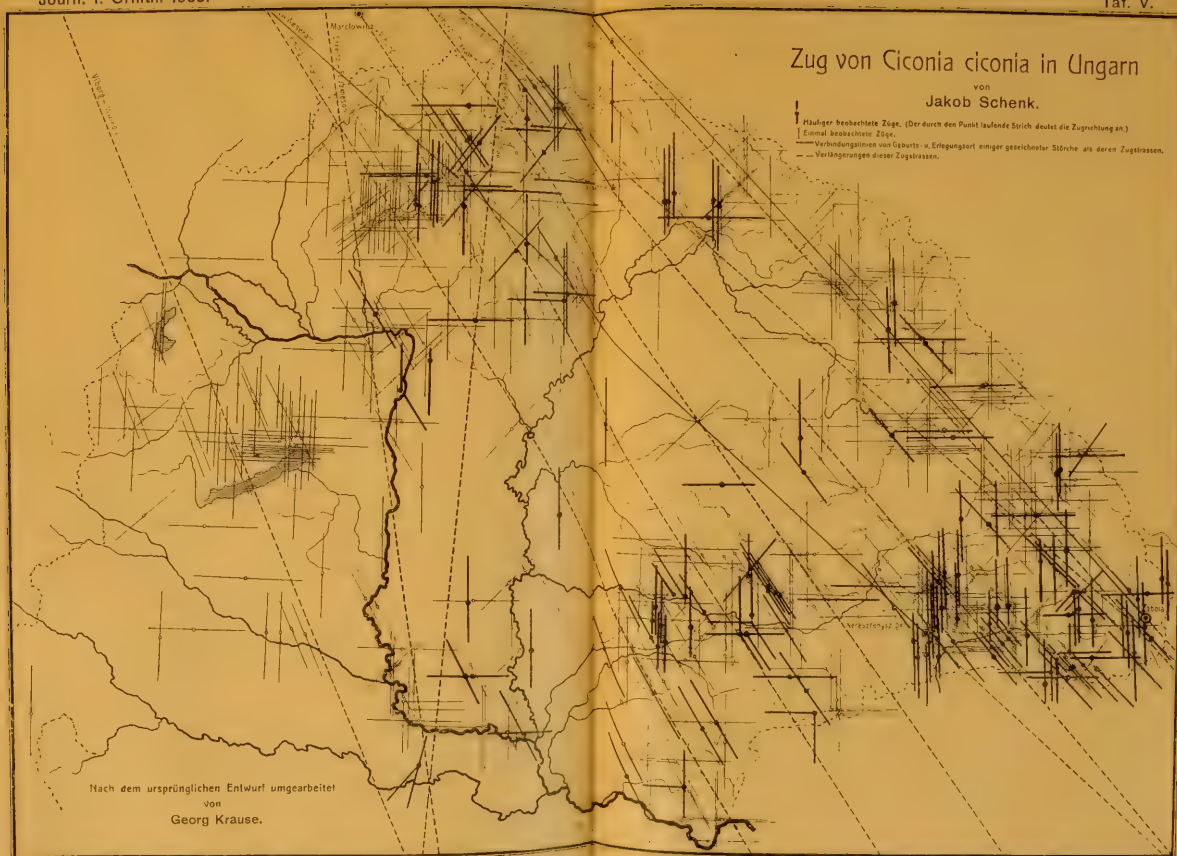 Journ. f. Ornith.
Taf. V.
Zug von Ciconia ciconia in Ungarn
von
Jakob Schenk.
Häufiger beobachtete Züge. (Der durch den Punkt laufende Strich deutet die Zugrichtung an.)
Einmal beobachtete Züge.
Verbindungslinien von Geburts- u. Erlegungsort einiger gezeichneter Störche als deren Zugstrassen.
Verlängerungen dieser Zugstrassen.
Marclowitz
Viborg
Nach dem ursprünglichen Entwurf umgearbeitet
von
Georg Krause.